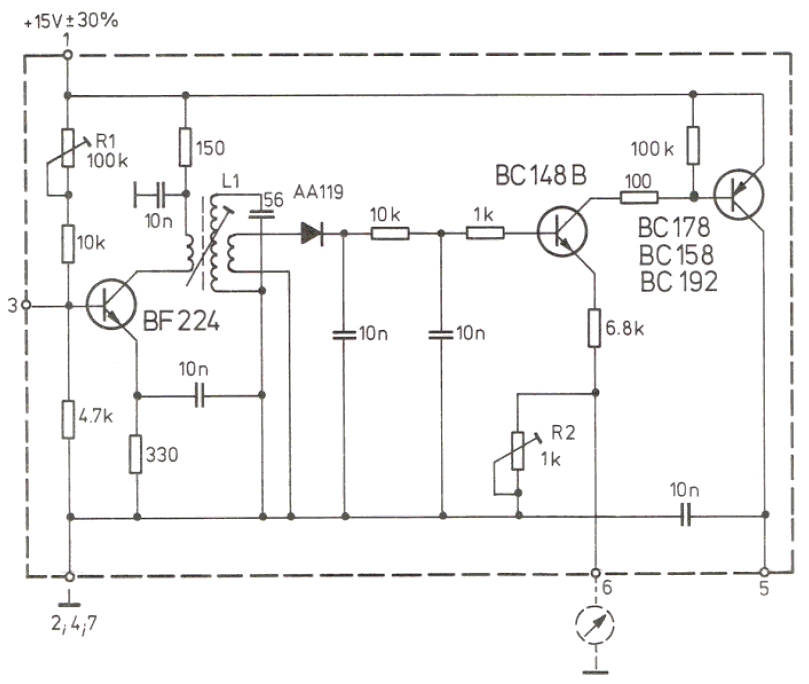 +15V±30%
1
R1
100k
150
L1
10n
56
AA119
10k
3
BF224
10n
4.7k
330
10k
1k
10n
10n
BC148B
100
100k
BC178
BC158
BC192
6.8k
R2
1k
10n
6
5
2;4;7